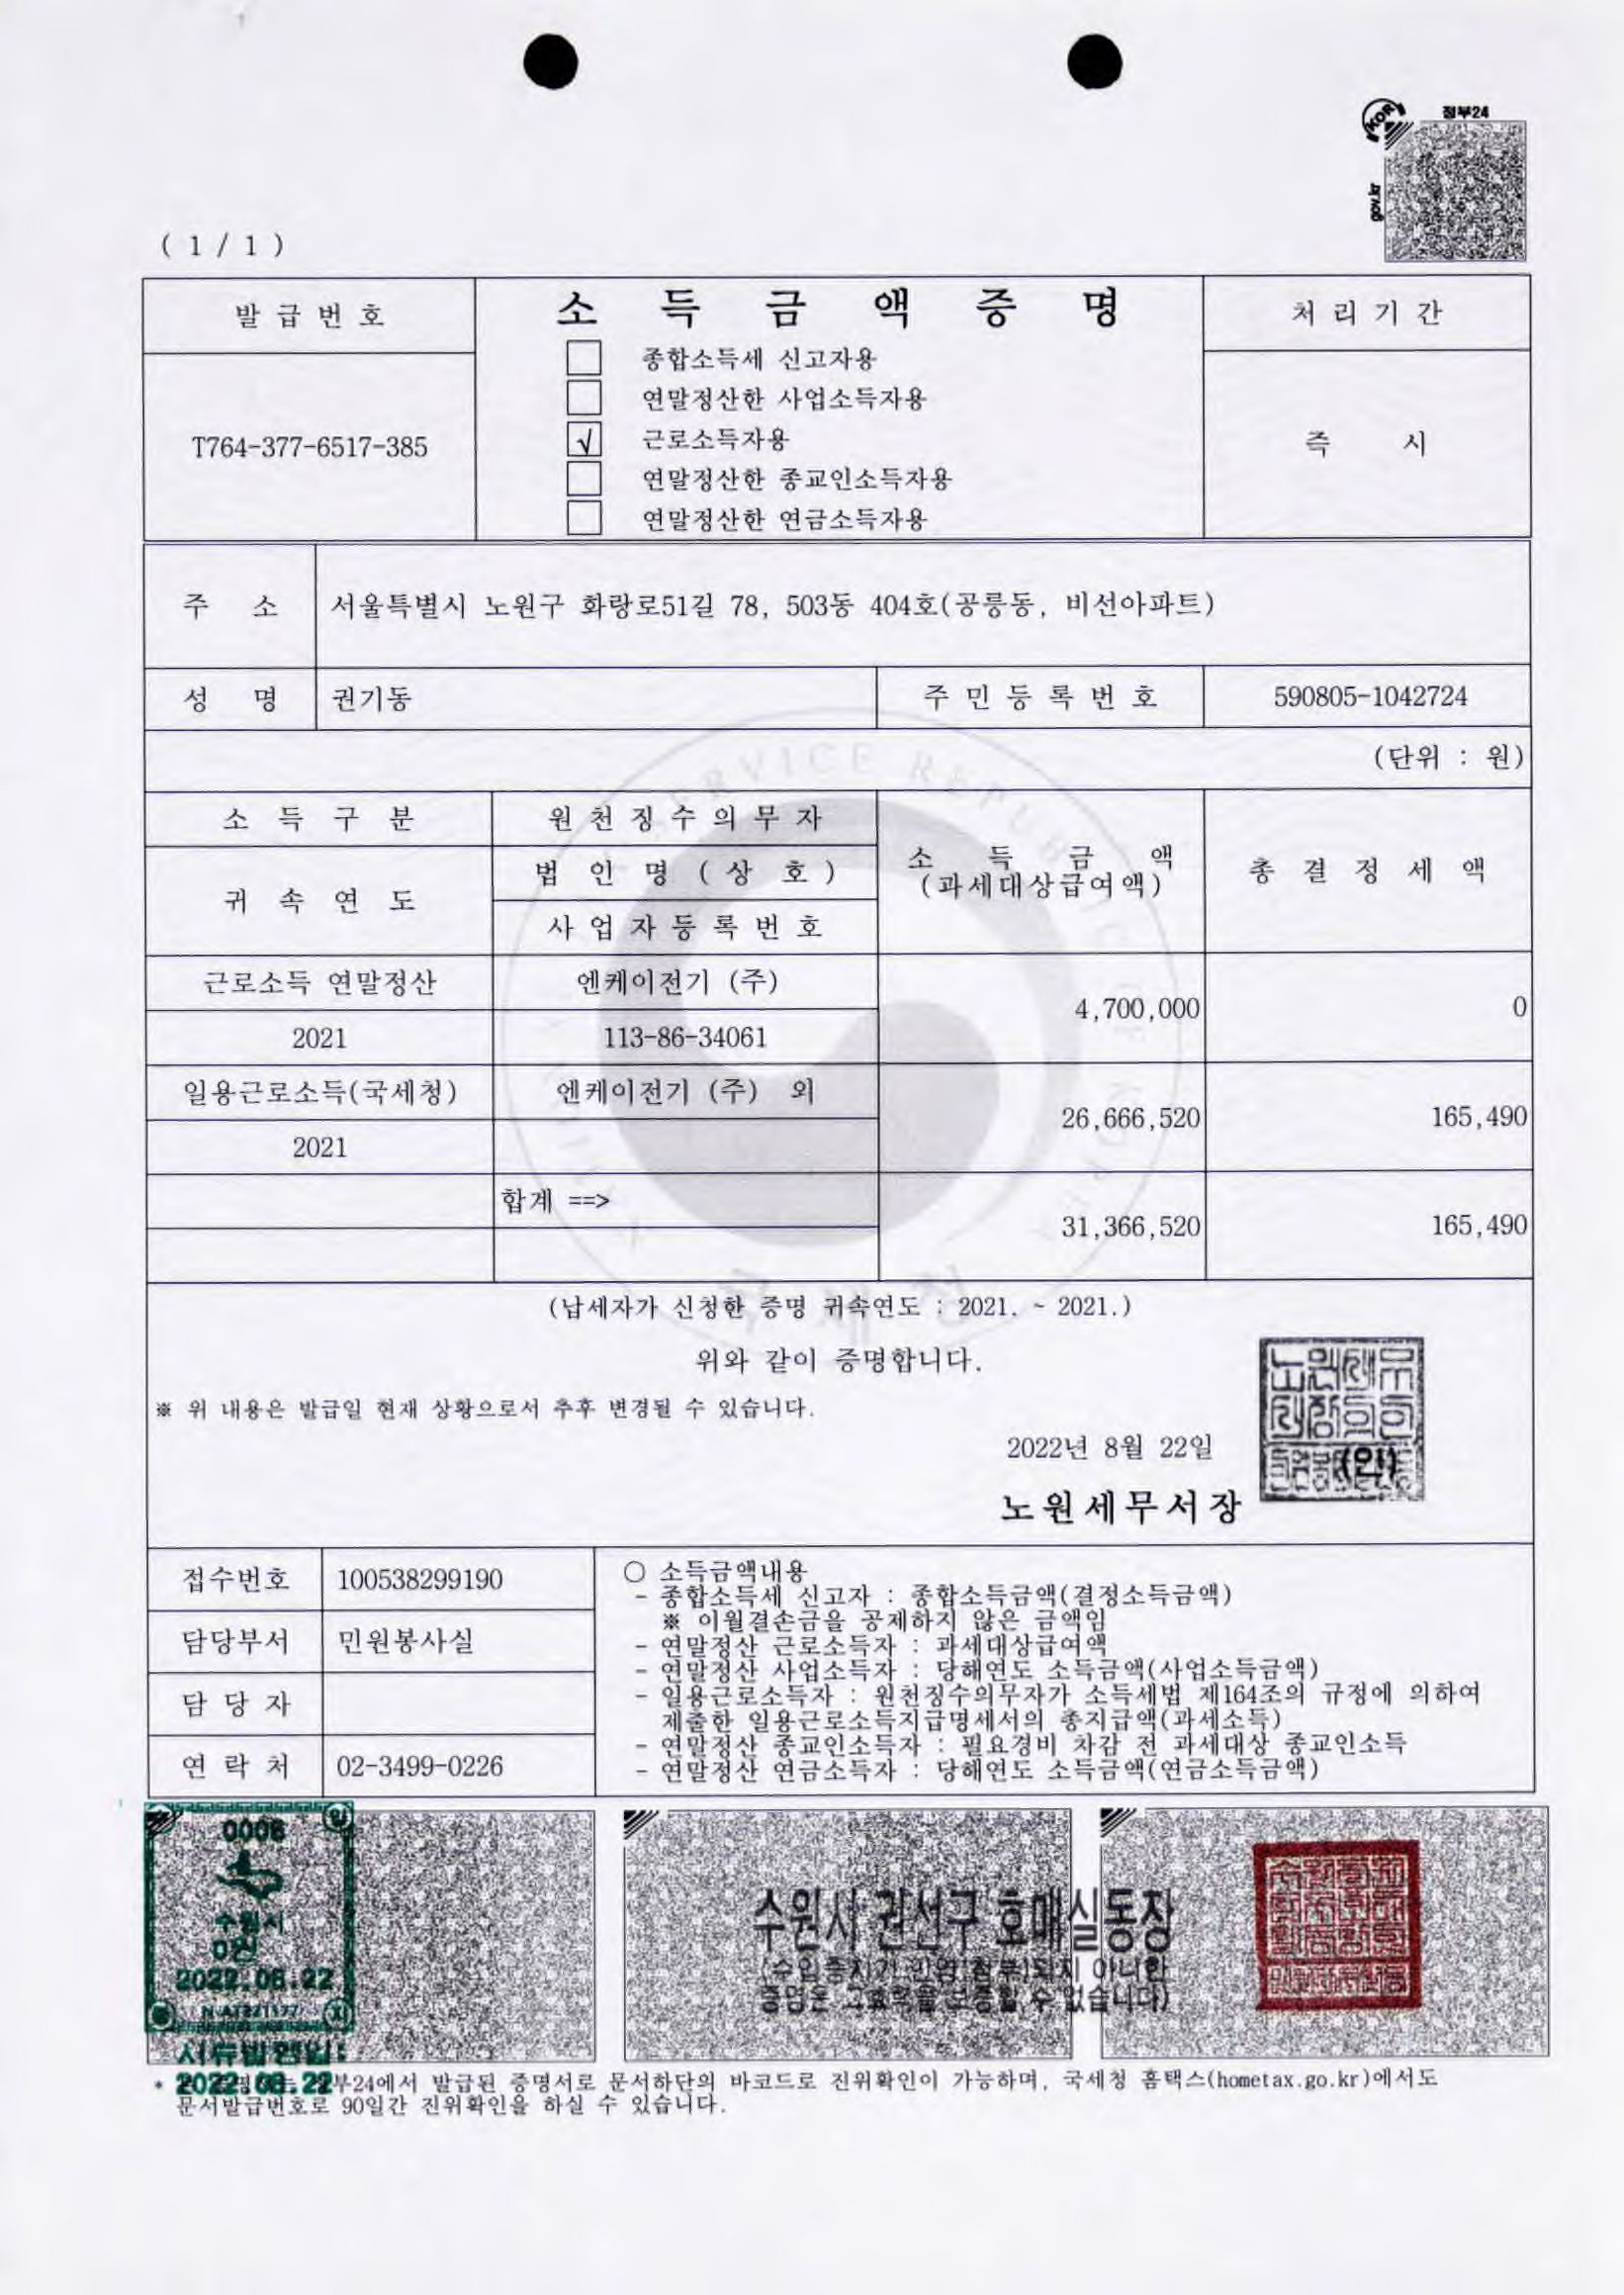 정부24
gov.kr
KOR
( 1 / 1 )
발 급 번 호
소 득 금 액 증 명
처 리 기 간
종합소득세 신고자용
연말정산한 사업소득자용
T764-377-6517-385
√ 근로소득자용
즉 시
연말정산한 종교인소득자용
연말정산한 연금소득자용
주 소
서울특별시 노원구 화랑로51길 78, 503동 404호(공릉동, 비선아파트)
성 명
권기동
주 민 등 록 번 호
590805-1042724
(단위 : 원)
소 득 구 분
원 천 징 수 의 무 자
소 득 금 액
(과세대상급여액)
총 결 정 세 액
귀 속 연 도
법 인 명 ( 상 호 )
사 업 자 등 록 번 호
근로소득 연말정산
엔케이전기 (주)
4,700,000
0
2021
113-86-34061
일용근로소득(국세청)
엔케이전기 (주) 외
26,666,520
165,490
2021
합계 ==>
31,366,520
165,490
(납세자가 신청한 증명 귀속연도 : 2021. ~ 2021.)
위와 같이 증명합니다.
※ 위 내용은 발급일 현재 상황으로서 추후 변경될 수 있습니다.
2022년 8월 22일
노원세무서장
(인)
접수번호
100538299190
담당부서
민원봉사실
담 당 자
연 락 처
02-3499-0226
○ 소득금액내용
- 종합소득세 신고자 : 종합소득금액(결정소득금액)
※ 이월결손금을 공제하지 않은 금액임
- 연말정산 근로소득자 : 과세대상급여액
- 연말정산 사업소득자 : 당해연도 소득금액(사업소득금액)
- 일용근로소득자 : 원천징수의무자가 소득세법 제164조의 규정에 의하여
제출한 일용근로소득지급명세서의 총지급액(과세소득)
- 연말정산 종교인소득자 : 필요경비 차감 전 과세대상 종교인소득
- 연말정산 연금소득자 : 당해연도 소득금액(연금소득금액)
0006
수원시
0원
2022.08.22
수원시 권선구 호매실동장
(수입증지가 인영(첨부)되지 아니한
증명은 그효력을 보증할 수 없습니다)
서류발행일:
2022.08.22
부24에서 발급된 증명서로 문서하단의 바코드로 진위확인이 가능하며, 국세청 홈택스(hometax.go.kr)에서도
문서발급번호로 90일간 진위확인을 하실 수 있습니다.